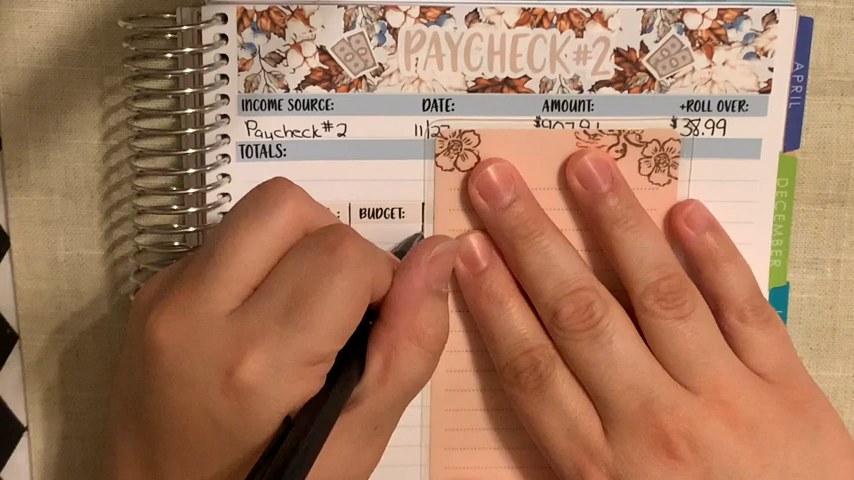 PAYCHECK #2
INCOME SOURCE: DATE: AMOUNT: +ROLL OVER:
Paycheck #2 $38.99
TOTALS:
BUDGET:
APRIL
DECEMBER